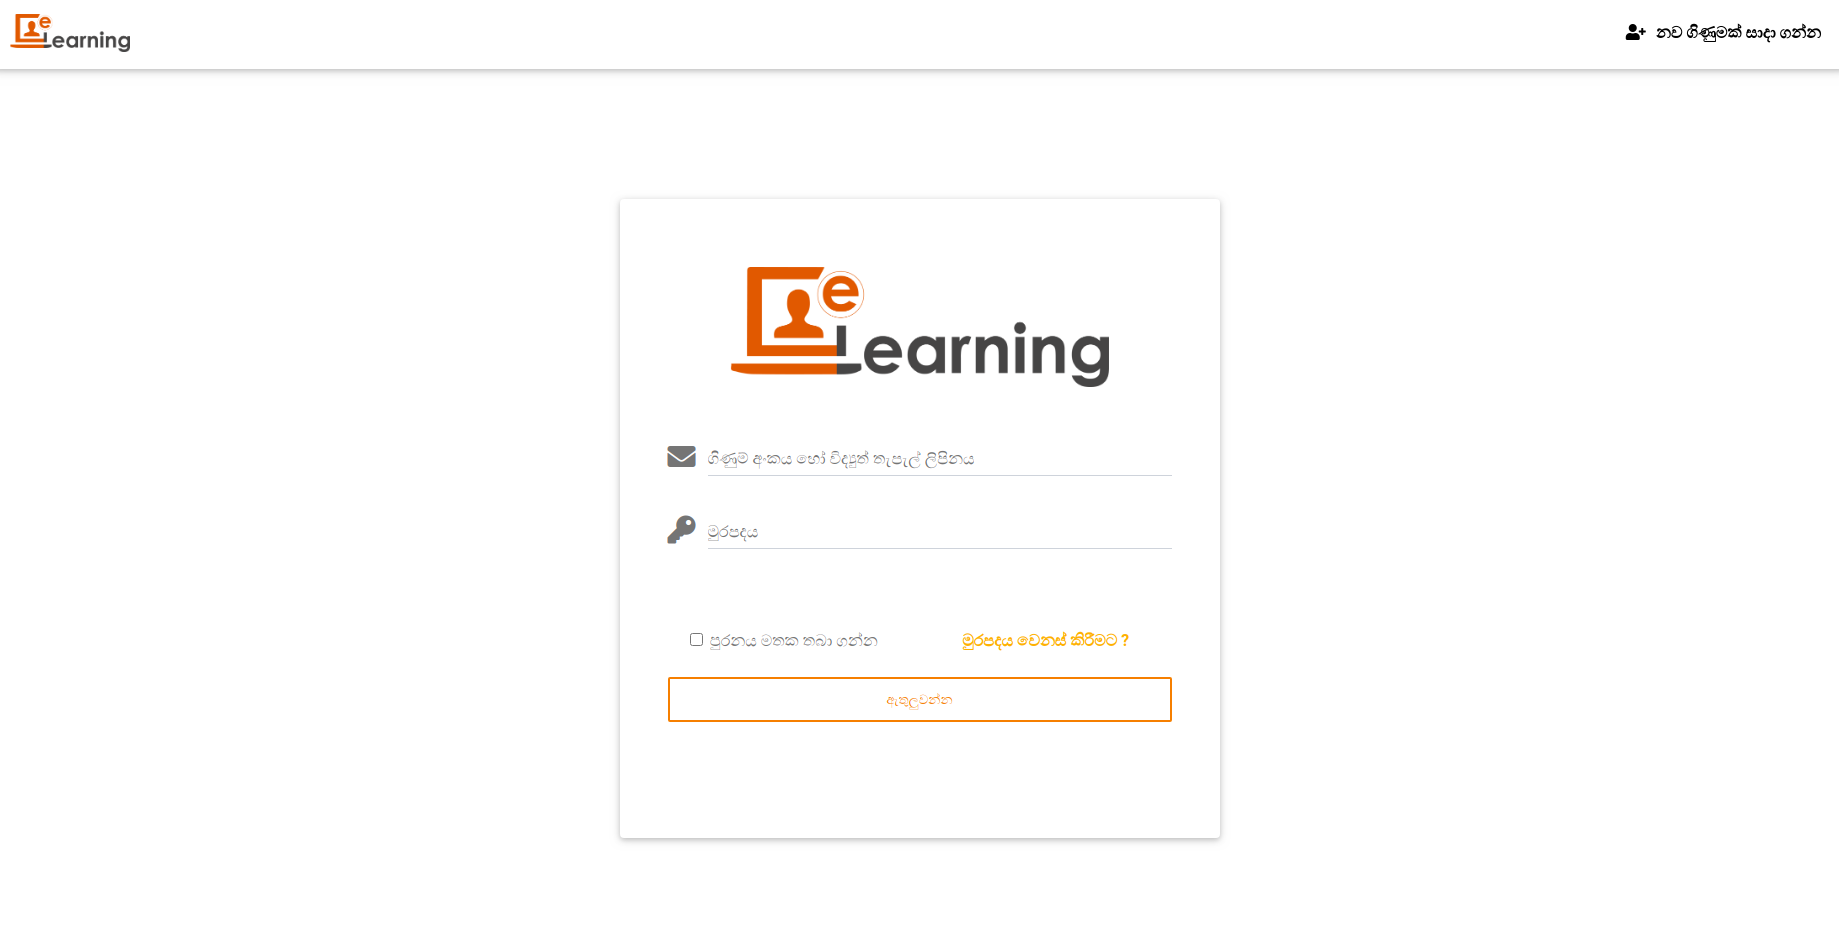 eLearning
නව ගිණුමක් සාදා ගන්න
eLearning
ගිණුම් අංකය හෝ විද්‍යුත් තැපැල් ලිපිනය
මුරපදය
පුරනය මතක තබා ගන්න
මුරපදය වෙනස් කිරීමට ?
ඇතුලුවන්න